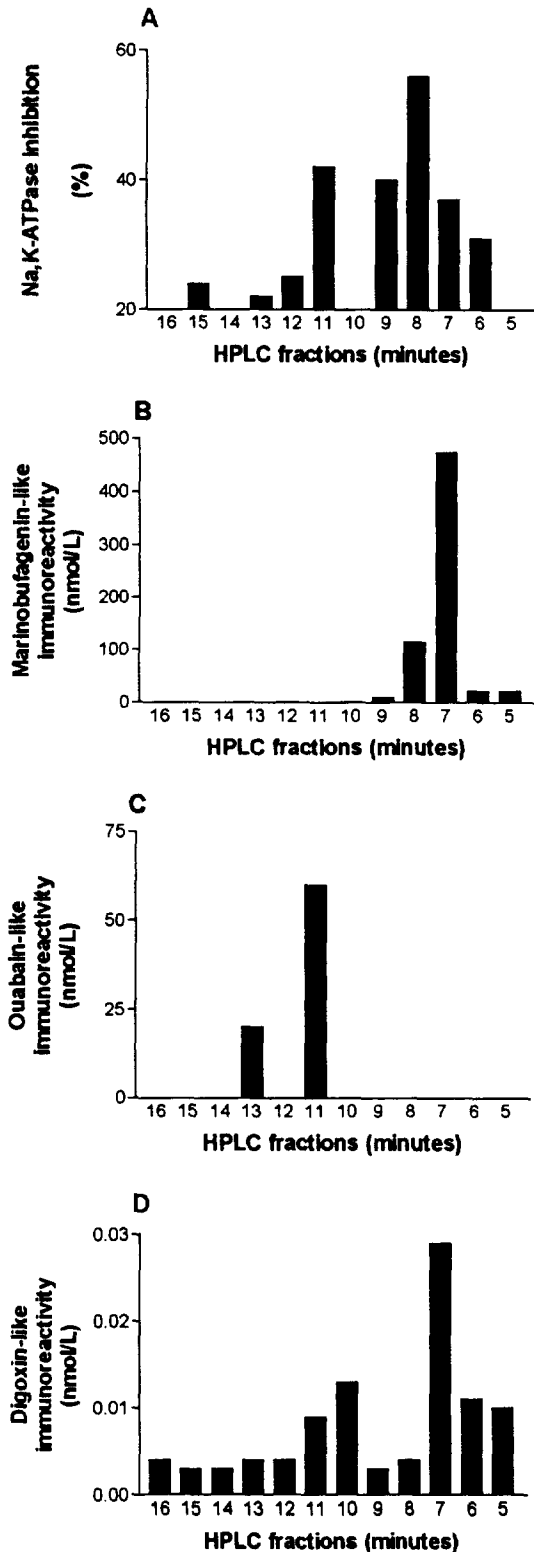 A
Na,K-ATPase inhibition
(%)
60
40
20
16 15 14 13 12 11 10 9 8 7 6 5
HPLC fractions (minutes)
B
Marinobufagenin-like
immunoreactivity
(nmol/L)
500
400
300
200
100
0
16 15 14 13 12 11 10 9 8 7 6 5
HPLC fractions (minutes)
C
Ouabain-like
immunoreactivity
(nmol/L)
75
50
25
0
16 15 14 13 12 11 10 9 8 7 6 5
HPLC fractions (minutes)
D
Digoxin-like
immunoreactivity
(nmol/L)
0.03
0.02
0.01
0.00
16 15 14 13 12 11 10 9 8 7 6 5
HPLC fractions (minutes)